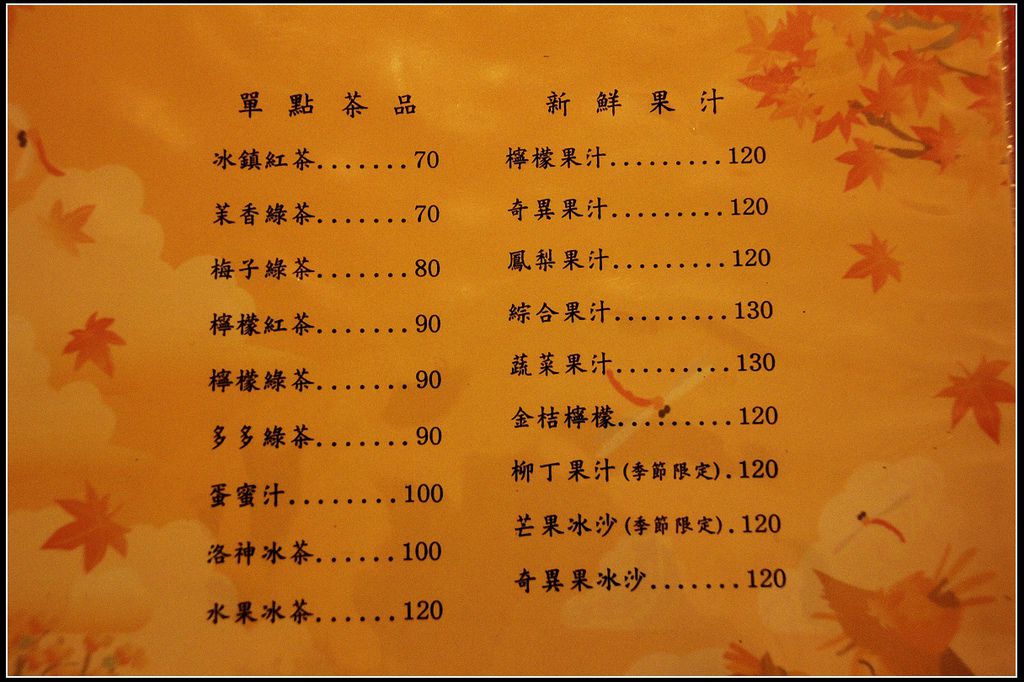 單點茶品
冰鎮紅茶.......70
茉香綠茶.......70
梅子綠茶.......80
檸檬紅茶.......90
檸檬綠茶.......90
多多綠茶.......90
蛋蜜汁........100
洛神冰茶......100
水果冰茶......120
新鮮果汁
檸檬果汁.........120
奇異果汁.........120
鳳梨果汁.........120
綜合果汁.........130
蔬菜果汁.........130
金桔檸檬.........120
柳丁果汁(季節限定).120
芒果冰沙(季節限定).120
奇異果冰沙.......120